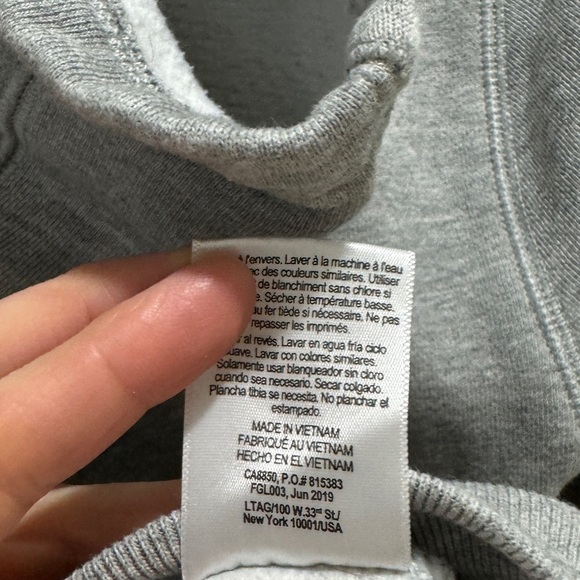 l'envers. Laver à la machine à l'eau
des couleurs similaires. Utiliser
de blanchiment sans chlore si
Sécher à température basse.
au fer tiède si nécessaire. Ne pas
repasser les imprimés.
al revés. Lavar en agua fría ciclo
suave. Lavar con colores similares.
Solamente usar blanqueador sin cloro
cuando sea necesario. Secar colgado.
Plancha tibia se necesita. No planchar el
estampado.
MADE IN VIETNAM
FABRIQUÉ AU VIETNAM
HECHO EN EL VIETNAM
CA6850, P.O.# 815383
FGL003, Jun 2019
LTAG/100 W.33rd St./
New York 10001/USA